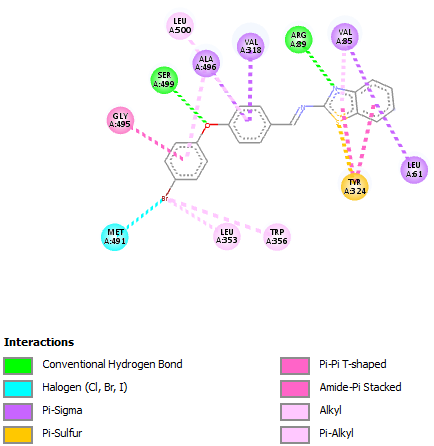 LEU
A:500
ALA
A:496
VAL
A:318
ARG
A:89
VAL
A:85
SER
A:499
GLY
A:495
N
N
O
S
LEU
A:61
TYR
A:324
Br
MET
A:491
LEU
A:353
TRP
A:356
Interactions
Conventional Hydrogen Bond
Halogen (Cl, Br, I)
Pi-Sigma
Pi-Sulfur
Pi-Pi T-shaped
Amide-Pi Stacked
Alkyl
Pi-Alkyl